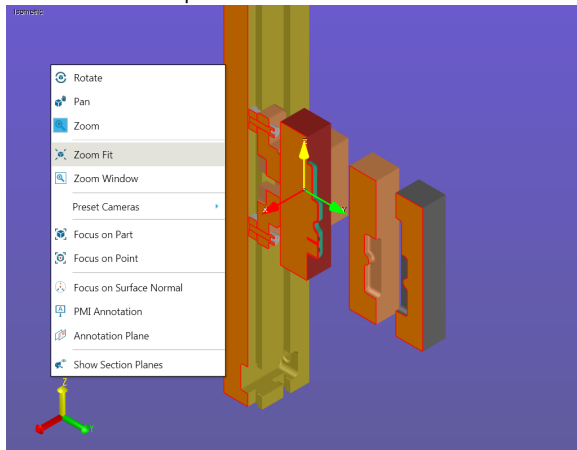 Isometric
Rotate
Pan
Zoom
Zoom Fit
Zoom Window
Preset Cameras
Focus on Part
Focus on Point
Focus on Surface Normal
PMI Annotation
Annotation Plane
Show Section Planes
Z
X
Y
Z
Y